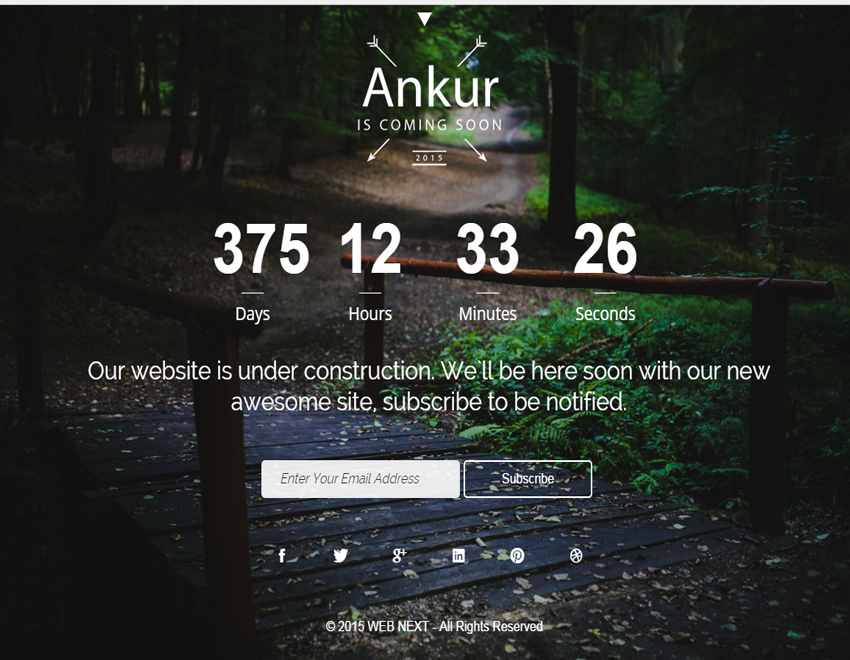 Ankur
IS COMING SOON
2015
375 12 33 26
Days Hours Minutes Seconds
Our website is under construction. We'll be here soon with our new
awesome site, subscribe to be notified.
Enter Your Email Address Subscribe
© 2015 WEB NEXT - All Rights Reserved